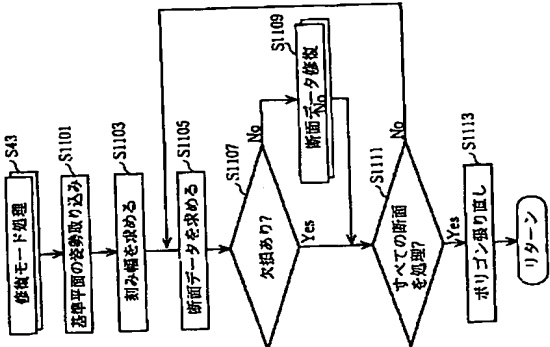 修復モード処理
S43
基準平面の姿勢取り込み
S1101
刻み幅を求める
S1103
断面データを求める
S1105
欠損あり?
S1107
No
Yes
断面データ修復
S1109
No
すべての断面
を処理?
S1111
No
Yes
ポリゴン張り直し
S1113
リターン